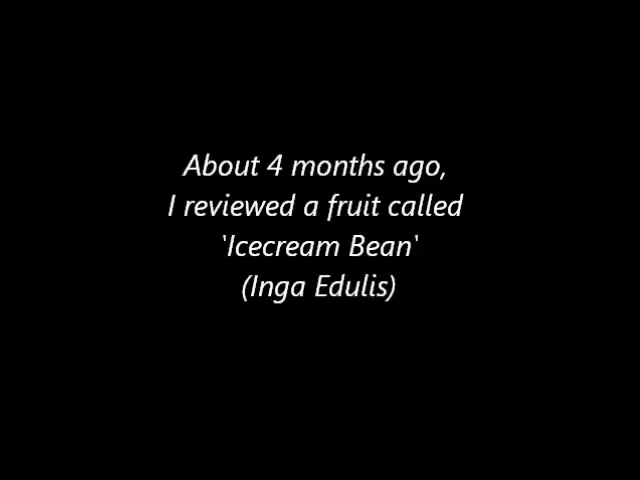 About 4 months ago,
I reviewed a fruit called
'Icecream Bean'
(Inga Edulis)